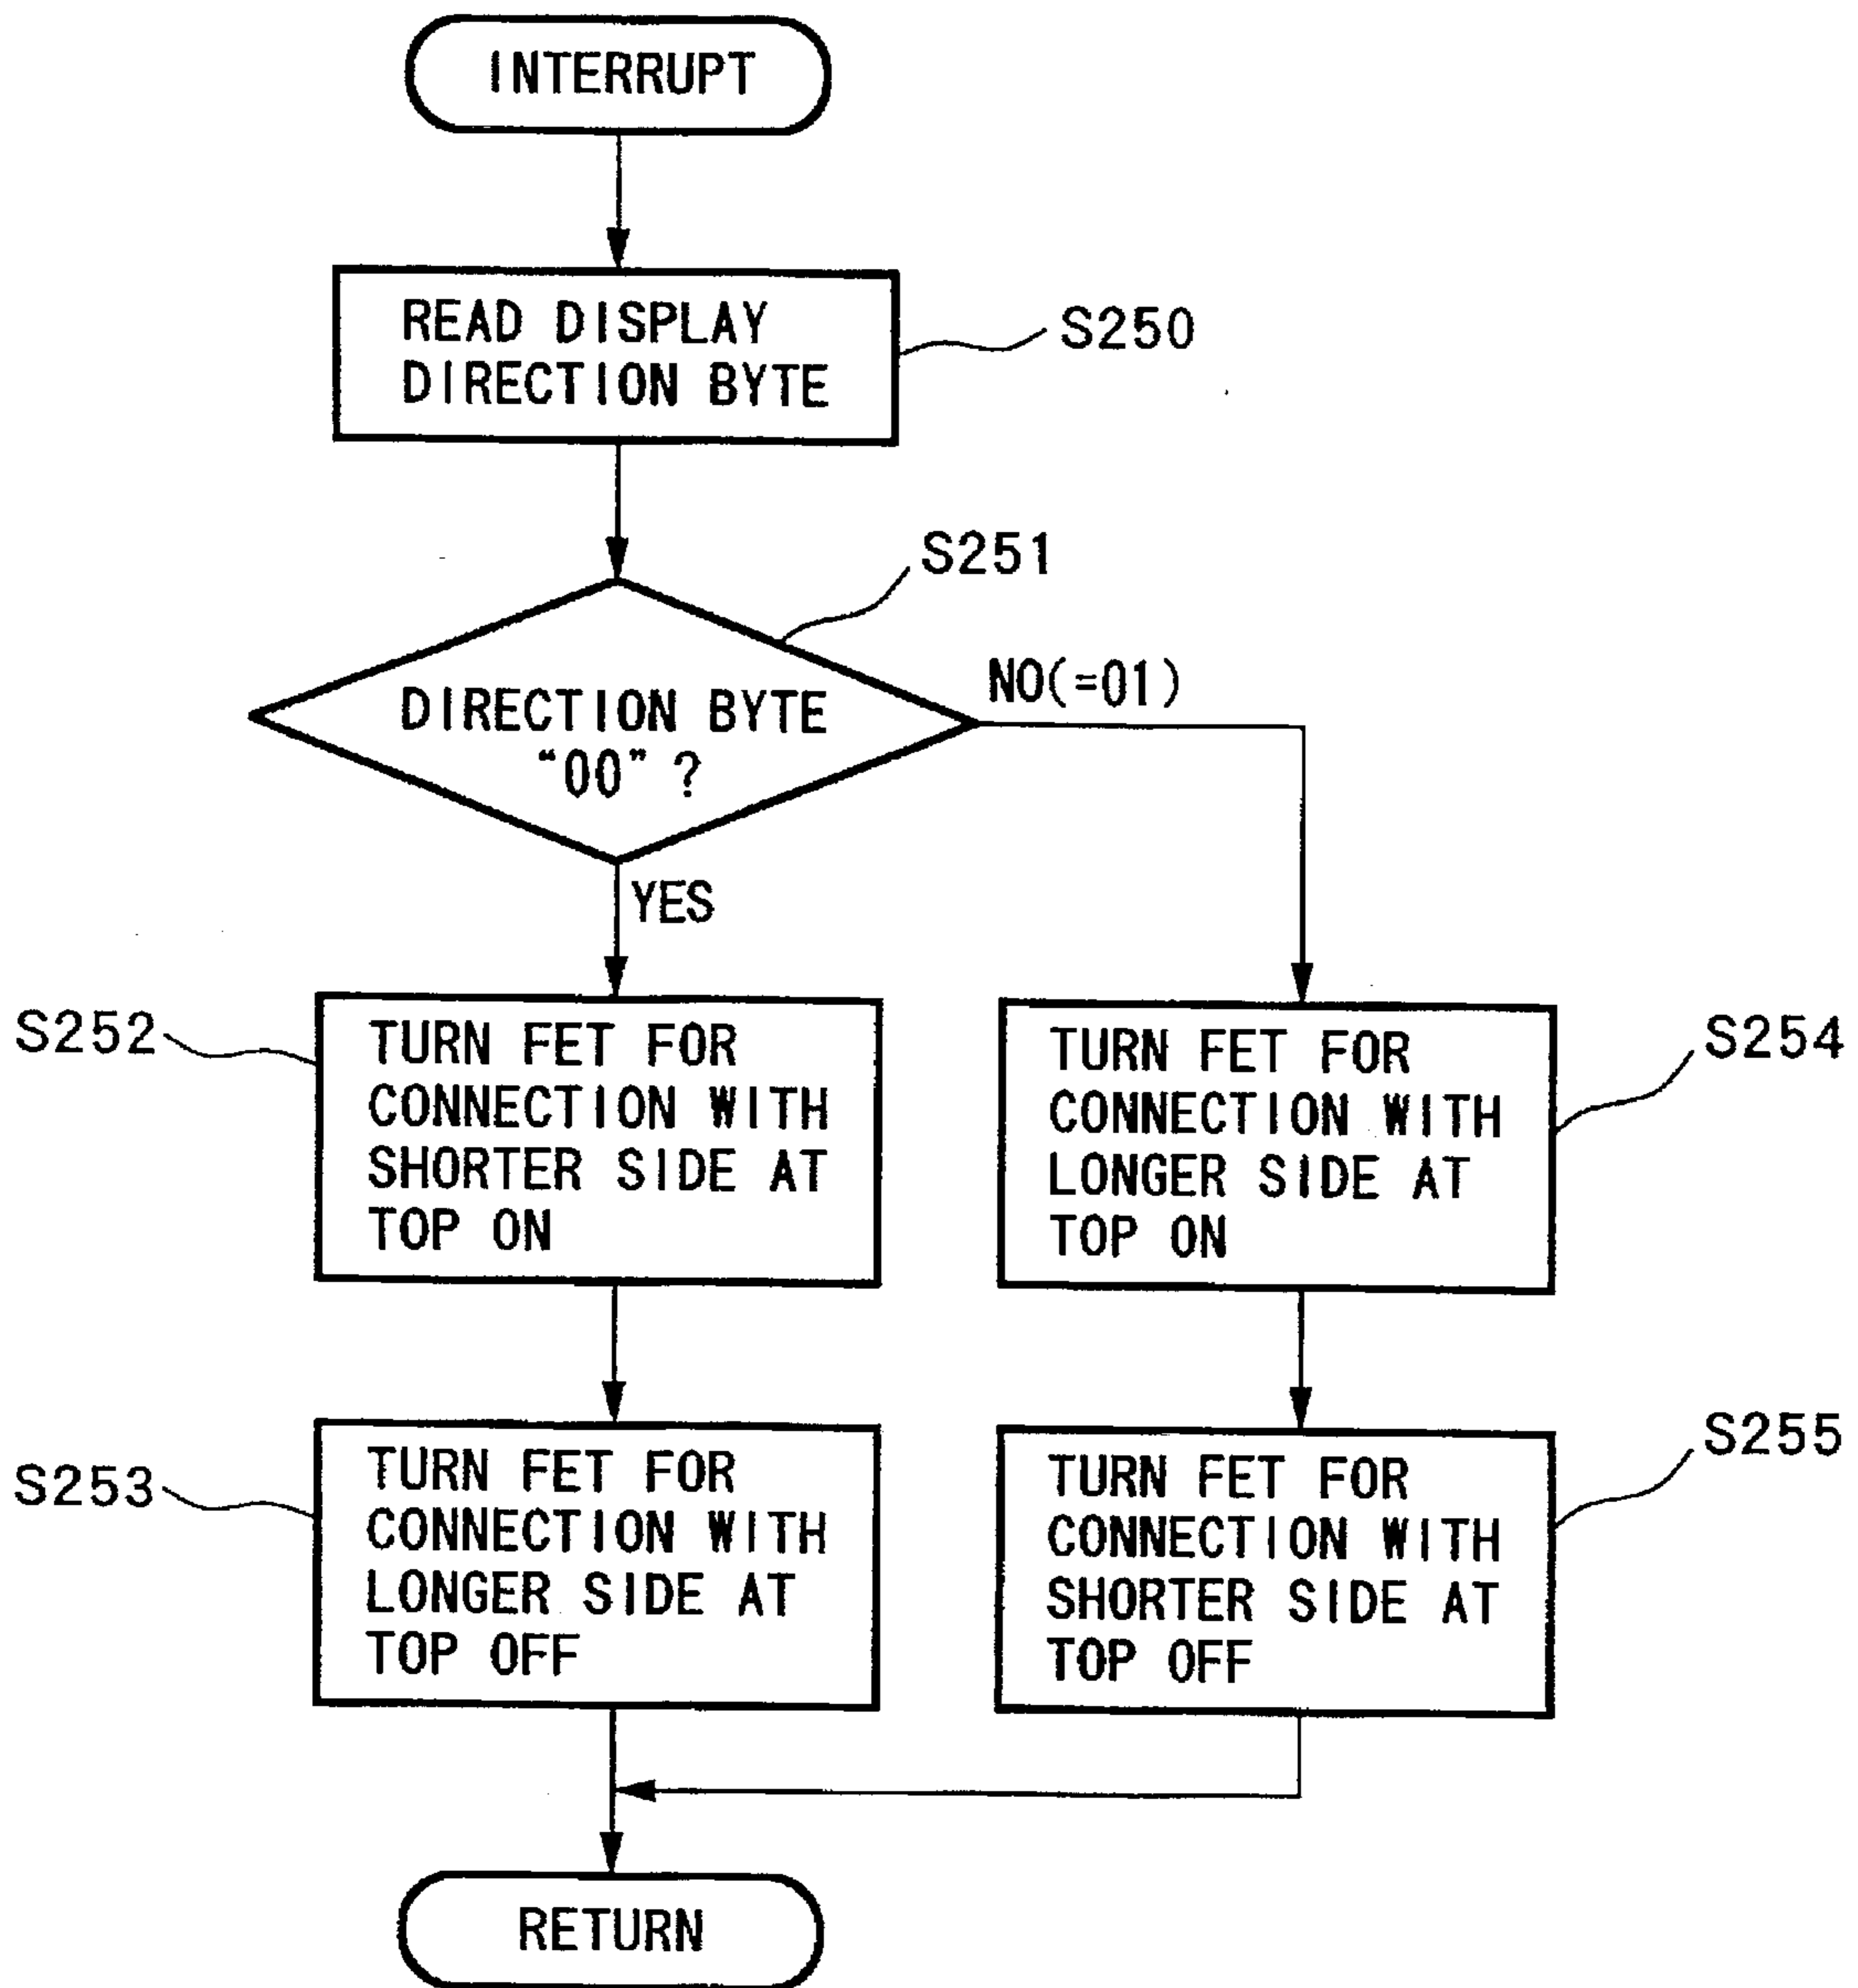 INTERRUPT
READ DISPLAY
DIRECTION BYTE
S250
S251
DIRECTION BYTE
“00” ?
NO(=01)
YES
S252
TURN FET FOR
CONNECTION WITH
SHORTER SIDE AT
TOP ON
TURN FET FOR
CONNECTION WITH
LONGER SIDE AT
TOP ON
S254
S253
TURN FET FOR
CONNECTION WITH
LONGER SIDE AT
TOP OFF
TURN FET FOR
CONNECTION WITH
SHORTER SIDE AT
TOP OFF
S255
RETURN